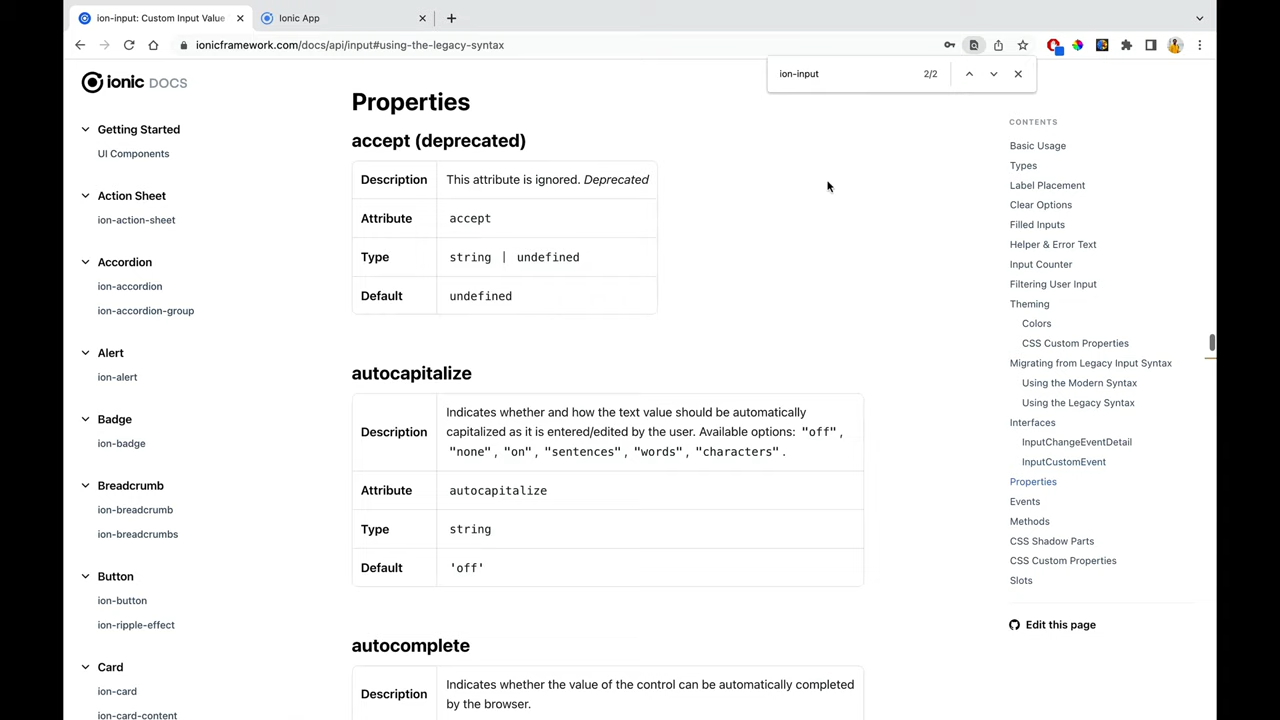 ion-input: Custom Input Value
Ionic App
ionicframework.com/docs/api/input#using-the-legacy-syntax
ion-input
2/2
ionic DOCS
Getting Started
UI Components
Action Sheet
ion-action-sheet
Accordion
ion-accordion
ion-accordion-group
Alert
ion-alert
Badge
ion-badge
Breadcrumb
ion-breadcrumb
ion-breadcrumbs
Button
ion-button
ion-ripple-effect
Card
ion-card
ion-card-content
Properties
accept (deprecated)
Description This attribute is ignored. Deprecated
Attribute accept
Type string | undefined
Default undefined
autocapitalize
Description
Indicates whether and how the text value should be automatically
capitalized as it is entered/edited by the user. Available options: "off",
"none", "on", "sentences", "words", "characters".
Attribute autocapitalize
Type string
Default 'off'
autocomplete
Description
Indicates whether the value of the control can be automatically completed
by the browser.
CONTENTS
Basic Usage
Types
Label Placement
Clear Options
Filled Inputs
Helper & Error Text
Input Counter
Filtering User Input
Theming
Colors
CSS Custom Properties
Migrating from Legacy Input Syntax
Using the Modern Syntax
Using the Legacy Syntax
Interfaces
InputChangeEventDetail
InputCustomEvent
Properties
Events
Methods
CSS Shadow Parts
CSS Custom Properties
Slots
Edit this page